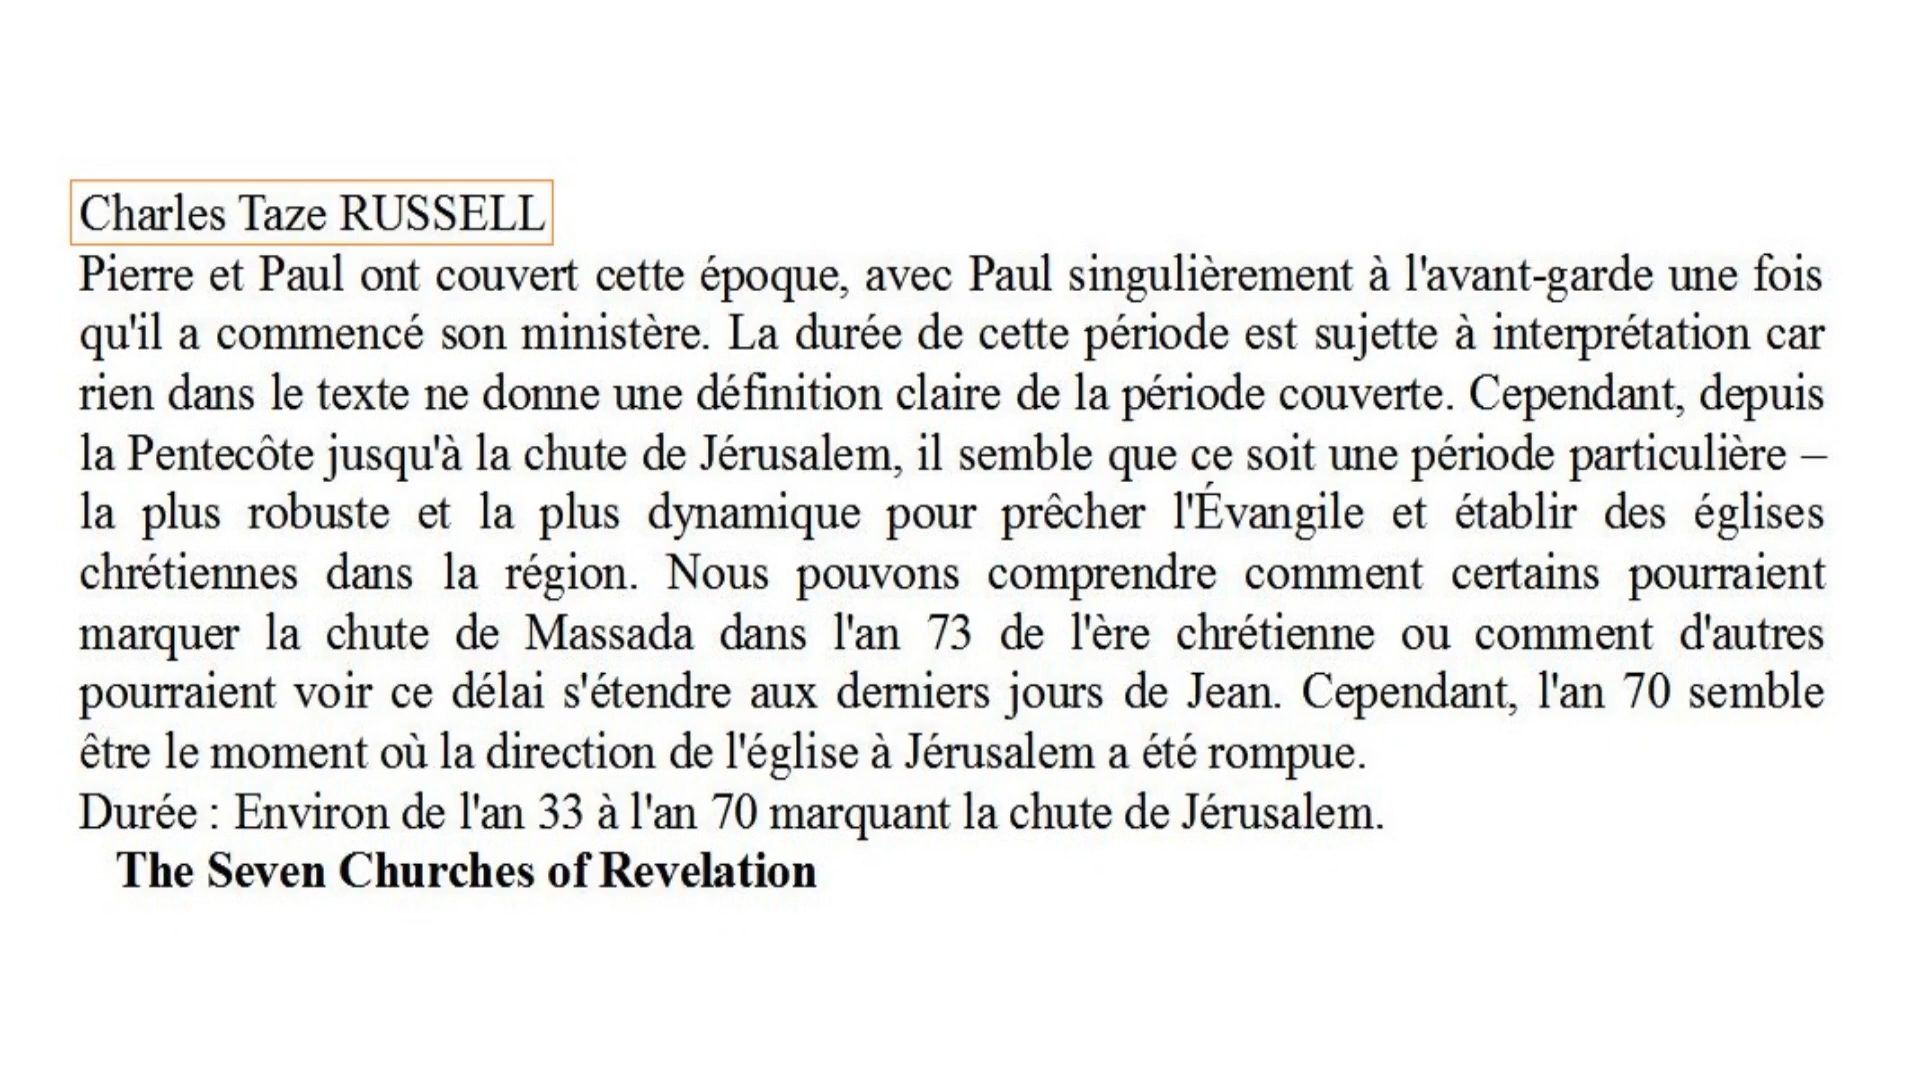 Charles Taze RUSSELL
Pierre et Paul ont couvert cette époque, avec Paul singulièrement à l'avant-garde une fois
qu'il a commencé son ministère. La durée de cette période est sujette à interprétation car
rien dans le texte ne donne une définition claire de la période couverte. Cependant, depuis
la Pentecôte jusqu'à la chute de Jérusalem, il semble que ce soit une période particulière –
la plus robuste et la plus dynamique pour prêcher l'Évangile et établir des églises
chrétiennes dans la région. Nous pouvons comprendre comment certains pourraient
marquer la chute de Massada dans l'an 73 de l'ère chrétienne ou comment d'autres
pourraient voir ce délai s'étendre aux derniers jours de Jean. Cependant, l'an 70 semble
être le moment où la direction de l'église à Jérusalem a été rompue.
Durée : Environ de l'an 33 à l'an 70 marquant la chute de Jérusalem.
The Seven Churches of Revelation